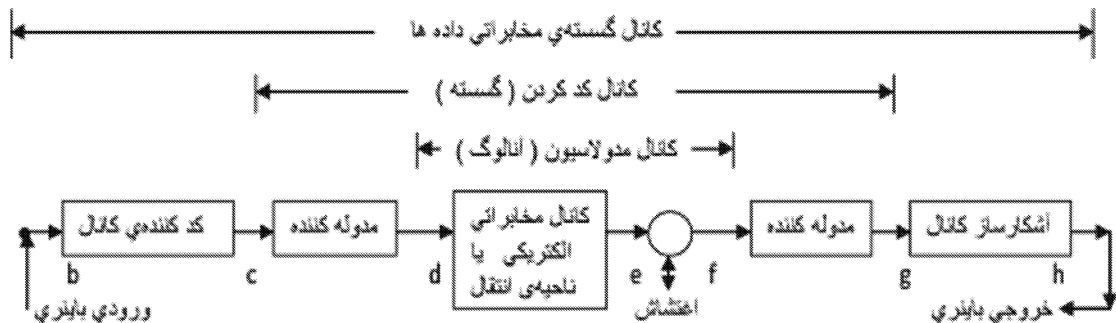 کانال گسسته‌ي مخابراتي داده ها
کانال کد کردن ( گسسته )
کانال مدولاسيون ( آنالوگ )
کد کننده‌ي کانال
مدوله کننده
کانال مخابراتي
الکتريکي يا
ناحيه‌ی انتقال
مدوله کننده
آشکارساز کانال
b
c
d
e
f
g
h
ورودي باينري
اغتشاش
خروجي باينري